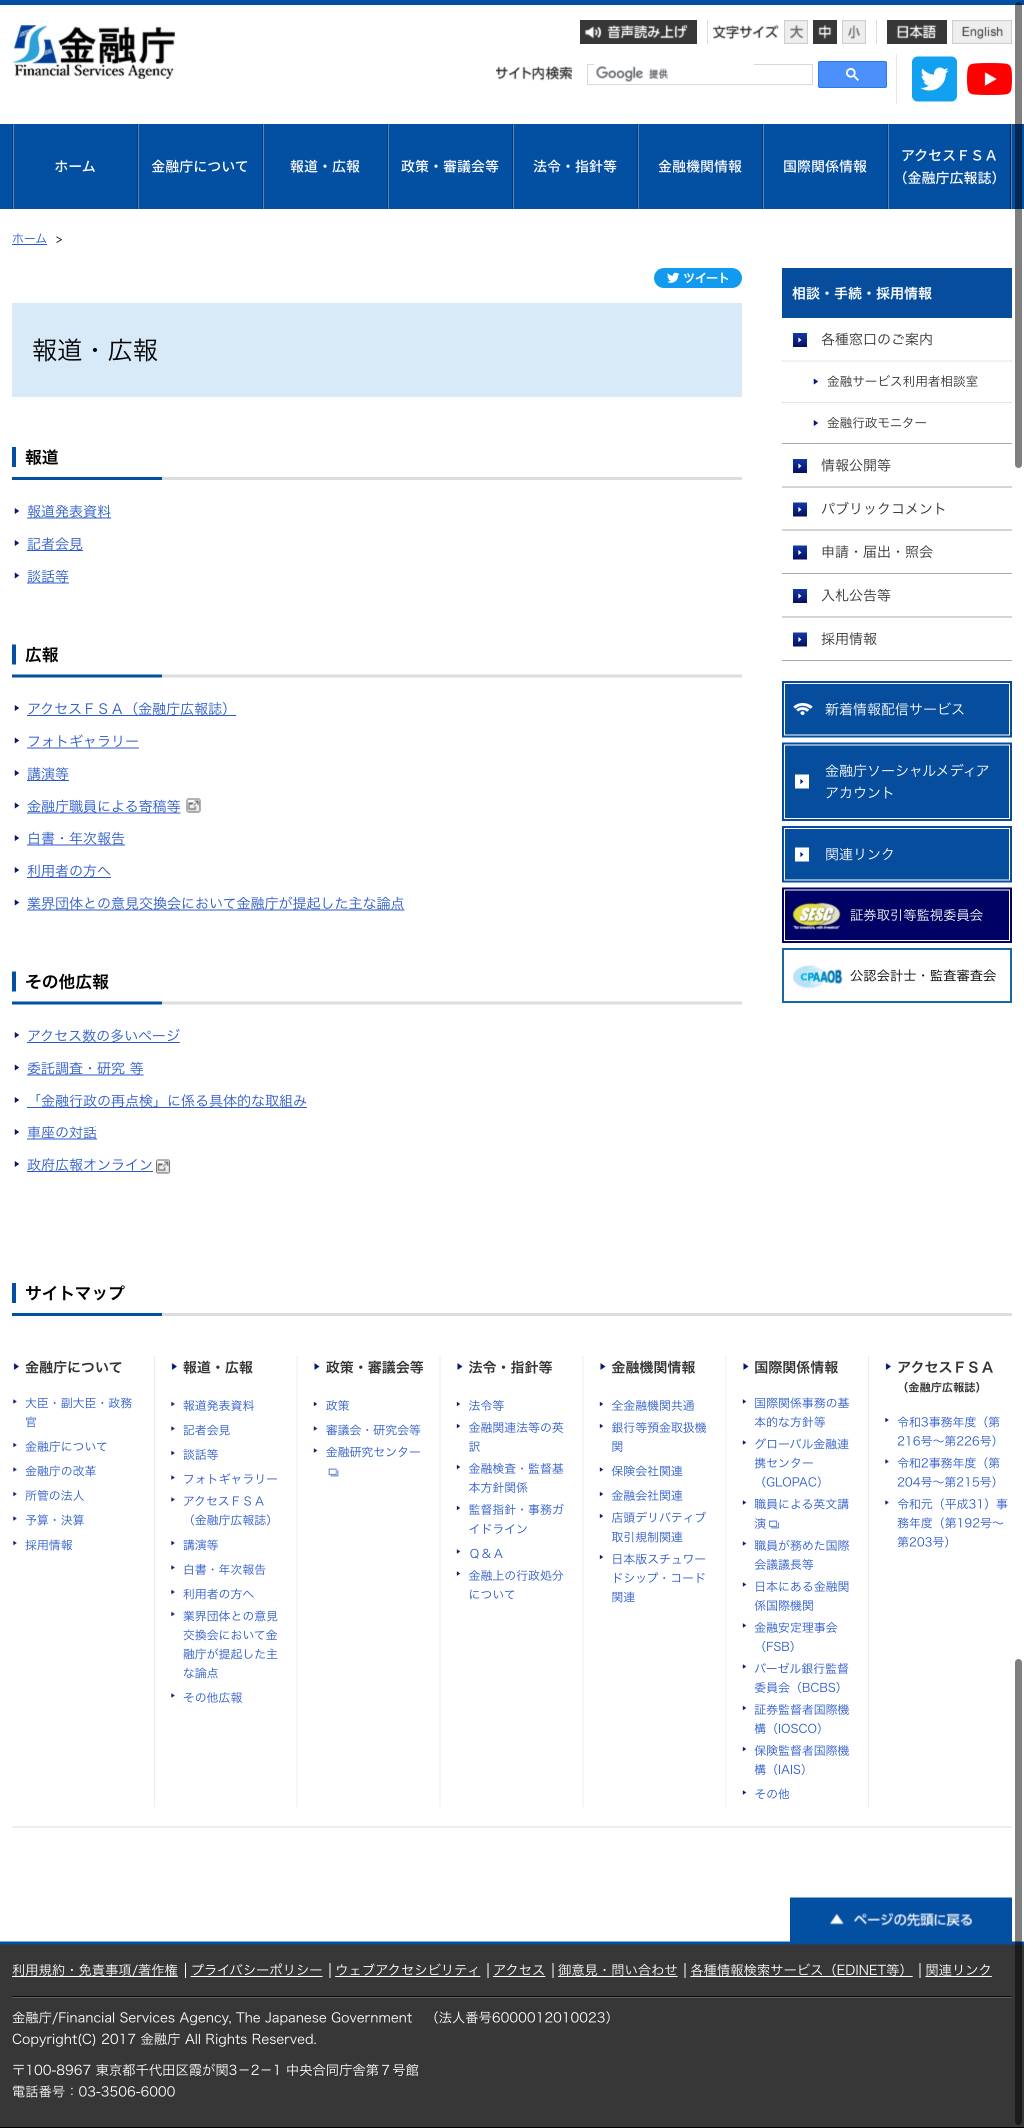 金融庁
Financial Services Agency
音声読み上げ 文字サイズ 大 中 小 日本語 English
サイト内検索 Google 提供
ホーム 金融庁について 報道・広報 政策・審議会等 法令・指針等 金融機関情報 国際関係情報 アクセスＦＳＡ
（金融庁広報誌）
ホーム >
ツイート
報道・広報
報道
報道発表資料
記者会見
談話等
広報
アクセスＦＳＡ（金融庁広報誌）
フォトギャラリー
講演等
金融庁職員による寄稿等
白書・年次報告
利用者の方へ
業界団体との意見交換会において金融庁が提起した主な論点
その他広報
アクセス数の多いページ
委託調査・研究 等
「金融行政の再点検」に係る具体的な取組み
車座の対話
政府広報オンライン
相談・手続・採用情報
各種窓口のご案内
金融サービス利用者相談室
金融行政モニター
情報公開等
パブリックコメント
申請・届出・照会
入札公告等
採用情報
新着情報配信サービス
金融庁ソーシャルメディア
アカウント
関連リンク
SESC 証券取引等監視委員会
CPAAOB 公認会計士・監査審査会
サイトマップ
金融庁について
大臣・副大臣・政務
官
金融庁について
金融庁の改革
所管の法人
予算・決算
採用情報
報道・広報
報道発表資料
記者会見
談話等
フォトギャラリー
アクセスＦＳＡ
（金融庁広報誌）
講演等
白書・年次報告
利用者の方へ
業界団体との意見
交換会において金
融庁が提起した主
な論点
その他広報
政策・審議会等
政策
審議会・研究会等
金融研究センター
法令・指針等
法令等
金融関連法等の英
訳
金融検査・監督基
本方針関係
監督指針・事務ガ
イドライン
Ｑ＆Ａ
金融上の行政処分
について
金融機関情報
全金融機関共通
銀行等預金取扱機
関
保険会社関連
金融会社関連
店頭デリバティブ
取引規制関連
日本版スチュワー
ドシップ・コード
関連
国際関係情報
国際関係事務の基
本的な方針等
グローバル金融連
携センター
（GLOPAC）
職員による英文講
演
職員が務めた国際
会議議長等
日本にある金融関
係国際機関
金融安定理事会
（FSB）
バーゼル銀行監督
委員会（BCBS）
証券監督者国際機
構（IOSCO）
保険監督者国際機
構（IAIS）
その他
アクセスＦＳＡ
（金融庁広報誌）
令和3事務年度（第
216号～第226号）
令和2事務年度（第
204号～第215号）
令和元（平成31）事
務年度（第192号～
第203号）
ページの先頭に戻る
利用規約・免責事項/著作権 | プライバシーポリシー | ウェブアクセシビリティ | アクセス | 御意見・問い合わせ | 各種情報検索サービス（EDINET等） | 関連リンク
金融庁/Financial Services Agency, The Japanese Government （法人番号6000012010023）
Copyright(C) 2017 金融庁 All Rights Reserved.
〒100-8967 東京都千代田区霞が関3－2－1 中央合同庁舎第７号館
電話番号：03-3506-6000